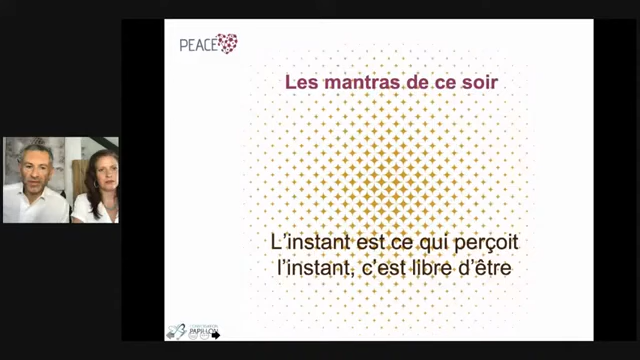 PEACE
Les mantras de ce soir
L'instant est ce qui perçoit
l'instant, c'est libre d'être
PAPILLON